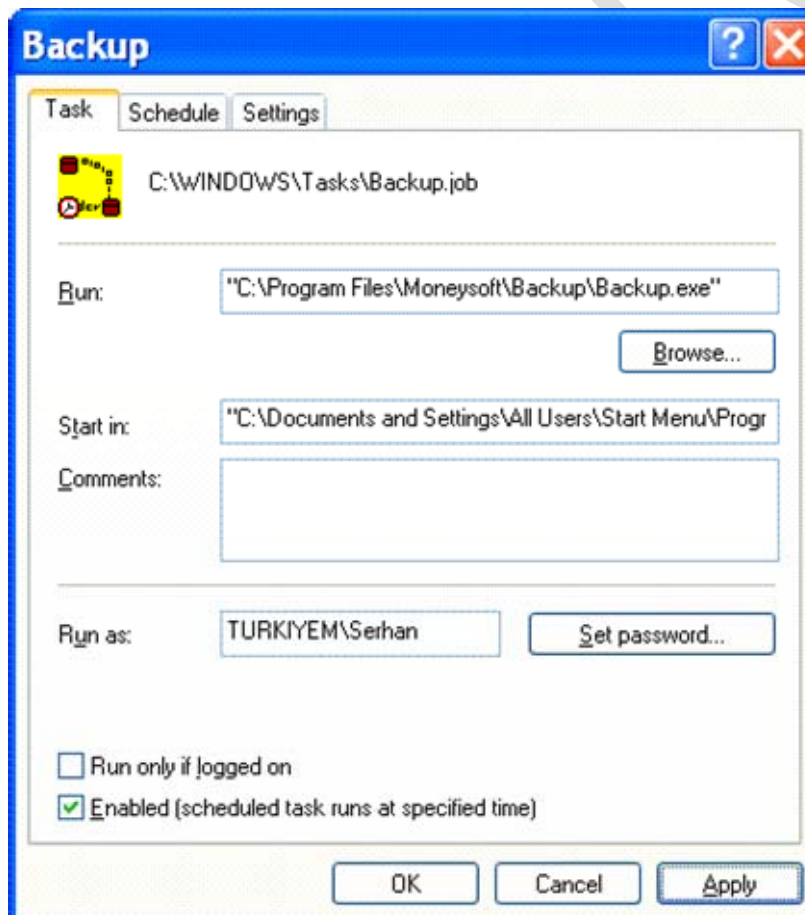 Backup
Task Schedule Settings
C:\WINDOWS\Tasks\Backup.job
Run: "C:\Program Files\Moneysoft\Backup\Backup.exe"
Browse...
Start in: "C:\Documents and Settings\All Users\Start Menu\Progr
Comments:
Run as: TURKIYEM\Serhan Set password...
Run only if logged on
Enabled (scheduled task runs at specified time)
OK Cancel Apply